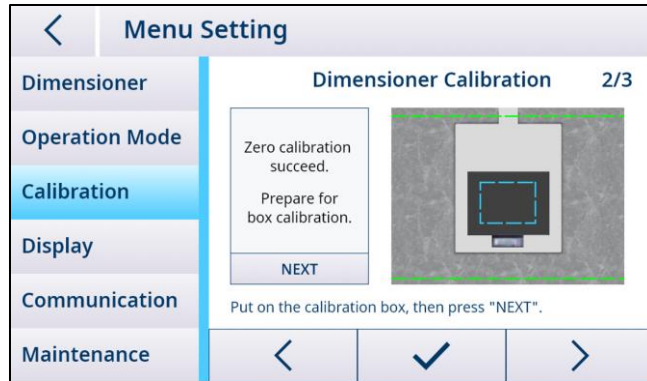 Menu Setting
Dimensioner
Operation Mode
Calibration
Display
Communication
Maintenance
Dimensioner Calibration 2/3
Zero calibration
succeed.
Prepare for
box calibration.
NEXT
Put on the calibration box, then press "NEXT".